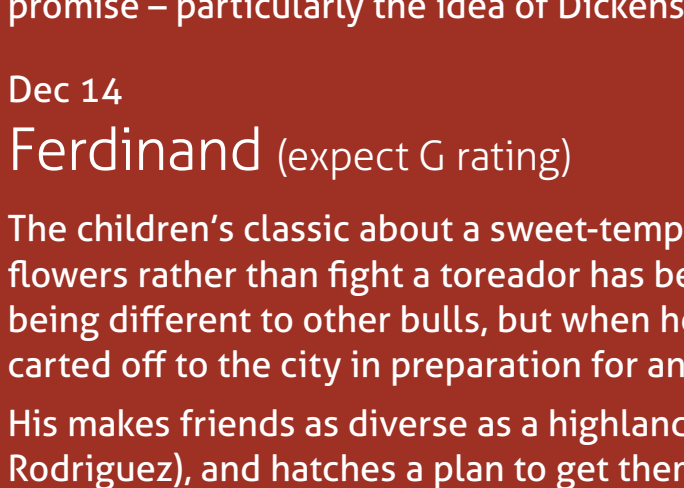 promise – particularly the idea of Dickens
Dec 14
Ferdinand (expect G rating)
The children's classic about a sweet-temp
flowers rather than fight a toreador has be
being different to other bulls, but when he
carted off to the city in preparation for an
His makes friends as diverse as a highland
Rodriguez), and hatches a plan to get them